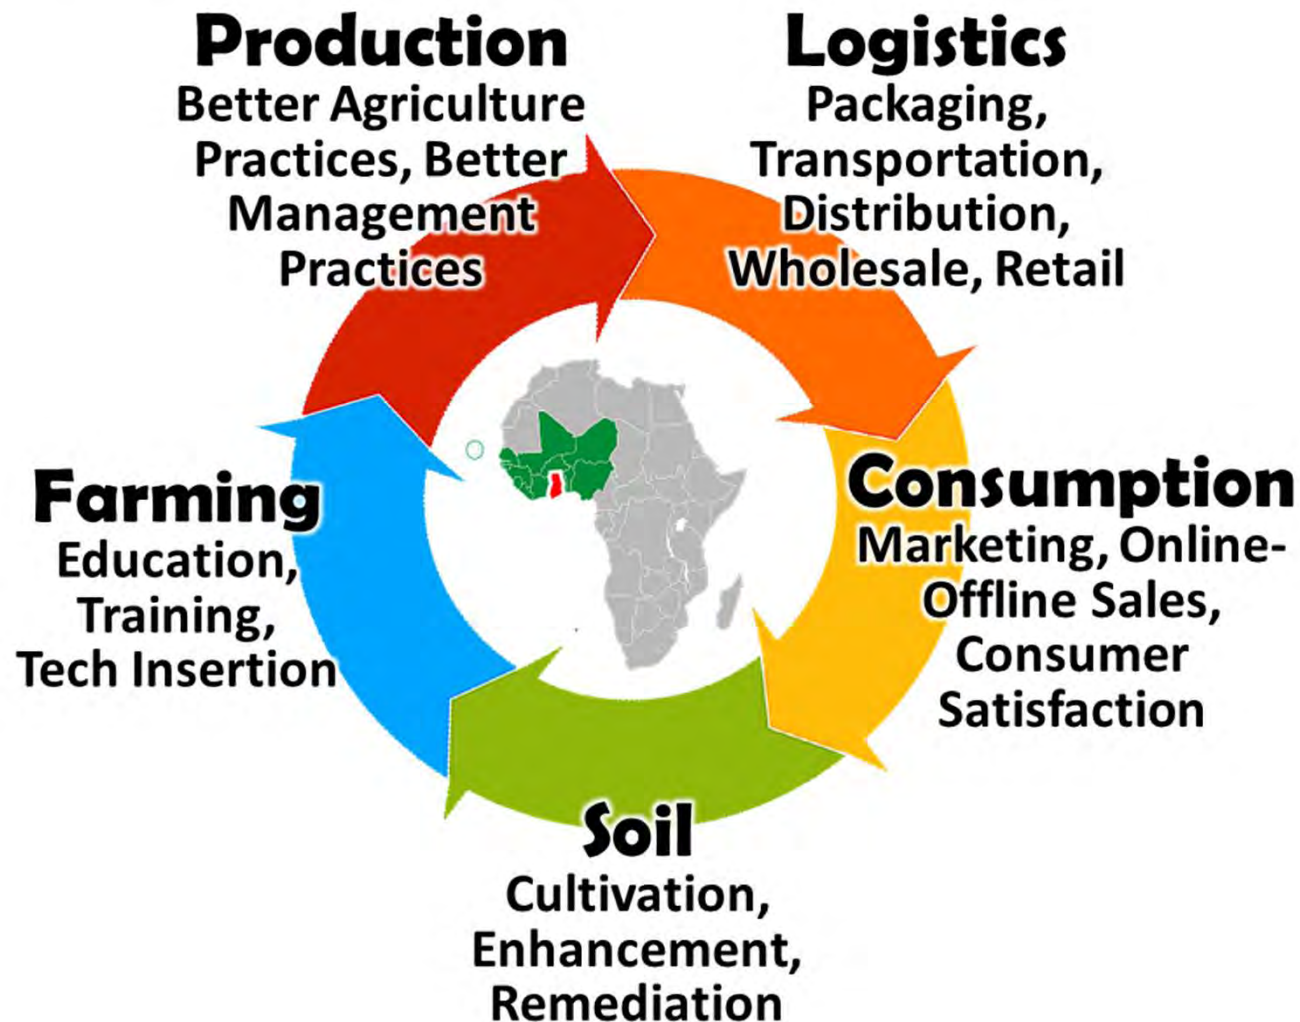 Production
Better Agriculture
Practices, Better
Management
Practices
Logistics
Packaging,
Transportation,
Distribution,
Wholesale, Retail
Consumption
Marketing, Online-
Offline Sales,
Consumer
Satisfaction
Soil
Cultivation,
Enhancement,
Remediation
Farming
Education,
Training,
Tech Insertion